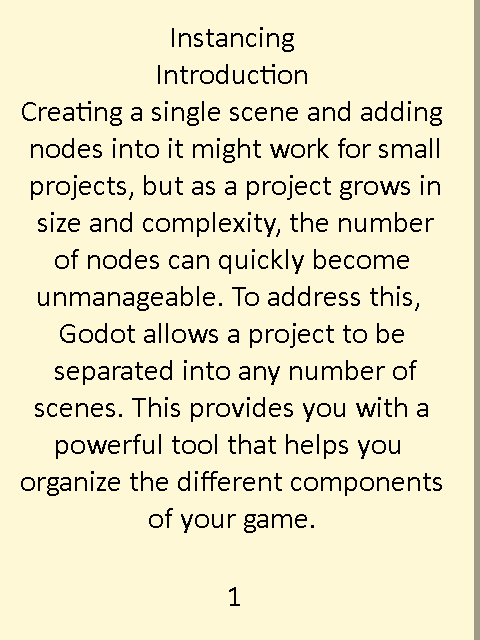 Instancing
Introduction
Creating a single scene and adding
nodes into it might work for small
projects, but as a project grows in
size and complexity, the number
of nodes can quickly become
unmanageable. To address this,
Godot allows a project to be
separated into any number of
scenes. This provides you with a
powerful tool that helps you
organize the different components
of your game.
1